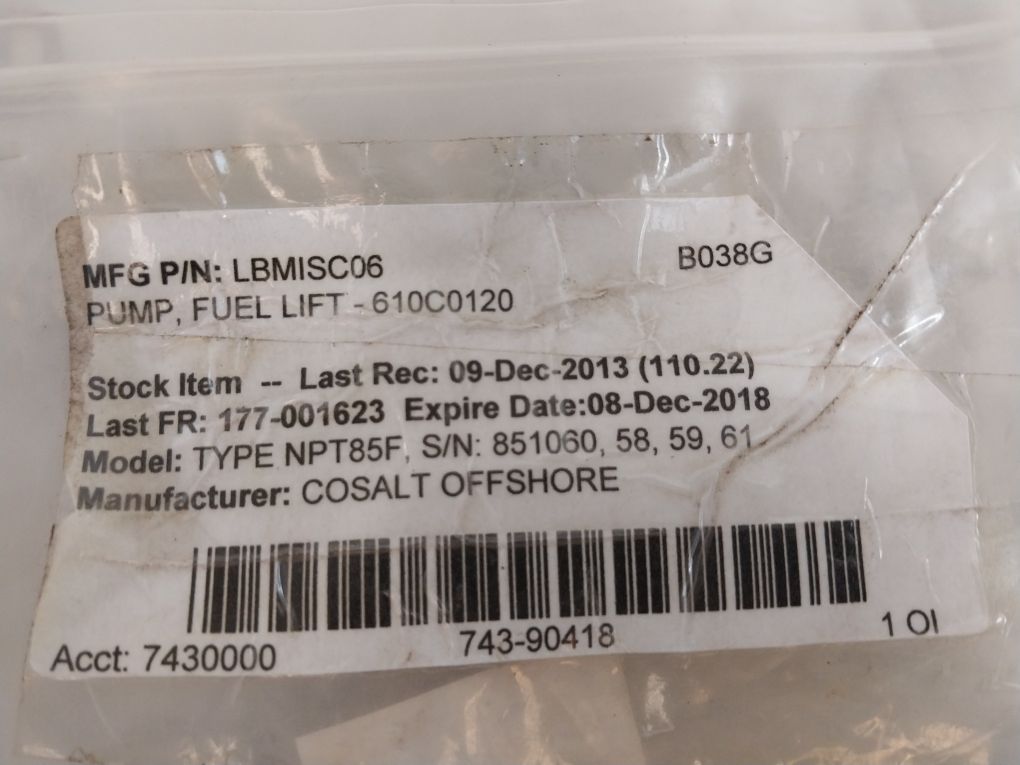 MFG P/N: LBMISC06 B038G
PUMP, FUEL LIFT - 610C0120
Stock Item -- Last Rec: 09-Dec-2013 (110.22)
Last FR: 177-001623 Expire Date:08-Dec-2018
Model: TYPE NPT85F, S/N: 851060, 58, 59, 61
Manufacturer: COSALT OFFSHORE
Acct: 7430000 743-90418 1 OI